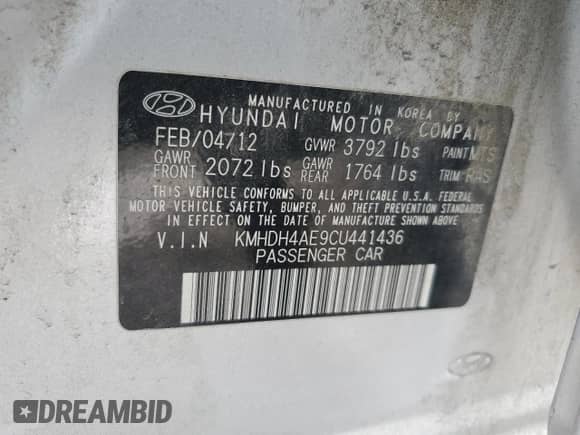 MANUFACTURED IN KOREA BY
HYUNDAI MOTOR COMPANY
FEB/04/12 GVWR 3792 lbs PAINT MTS
GAWR FRONT 2072 lbs GAWR REAR 1764 lbs TRIM RAS
THIS VEHICLE CONFORMS TO ALL APPLICABLE U.S.A. FEDERAL
MOTOR VEHICLE SAFETY, BUMPER, AND THEFT PREVENTION STANDARDS
IN EFFECT ON THE DATE OF MANUFACTURE SHOWN ABOVE
V.I.N KMHDH4AE9CU441436
PASSENGER CAR
DREAMBID